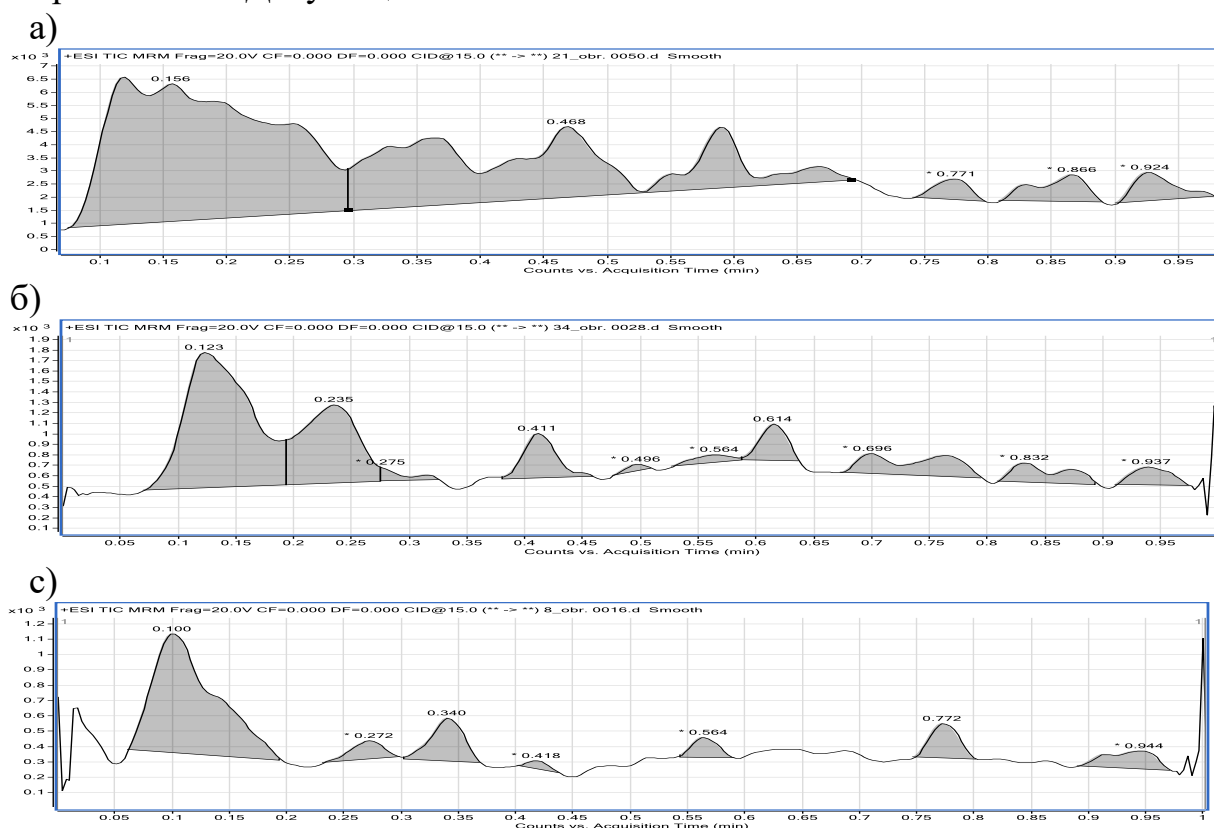 а)
x10 3 +ESI TIC MRM Frag=20.0V CF=0.000 DF=0.000 CID@15.0 (** -> **) 21_obr. 0050.d Smooth
7
6.5 0.156
6
5.5
5
4.5 0.468
4
3.5
3 * 0.771 * 0.866 * 0.924
2.5
2
1.5
1
0.5
0
0.1 0.15 0.2 0.25 0.3 0.35 0.4 0.45 0.5 0.55 0.6 0.65 0.7 0.75 0.8 0.85 0.9 0.95
Counts vs. Acquisition Time (min)
б)
x10 3 +ESI TIC MRM Frag=20.0V CF=0.000 DF=0.000 CID@15.0 (** -> **) 34_obr. 0028.d Smooth
1.9 1 1
1.8 0.123
1.7
1.6
1.5
1.4
1.3 0.235
1.2
1.1 0.614
1 0.411
0.9
0.8 * 0.564 * 0.696
0.7 * 0.275 * 0.496 * 0.832 * 0.937
0.6
0.5
0.4
0.3
0.2
0.1
0.05 0.1 0.15 0.2 0.25 0.3 0.35 0.4 0.45 0.5 0.55 0.6 0.65 0.7 0.75 0.8 0.85 0.9 0.95
Counts vs. Acquisition Time (min)
с)
x10 3 +ESI TIC MRM Frag=20.0V CF=0.000 DF=0.000 CID@15.0 (** -> **) 8_obr. 0016.d Smooth
1.2 1 0.100 1
1.1
1
0.9
0.8
0.7
0.6 0.340 0.772
0.5 * 0.272 * 0.564
0.4 * 0.944
0.3 * 0.418
0.2
0.1
0.05 0.1 0.15 0.2 0.25 0.3 0.35 0.4 0.45 0.5 0.55 0.6 0.65 0.7 0.75 0.8 0.85 0.9 0.95 1
Counts vs. Acquisition Time (min)